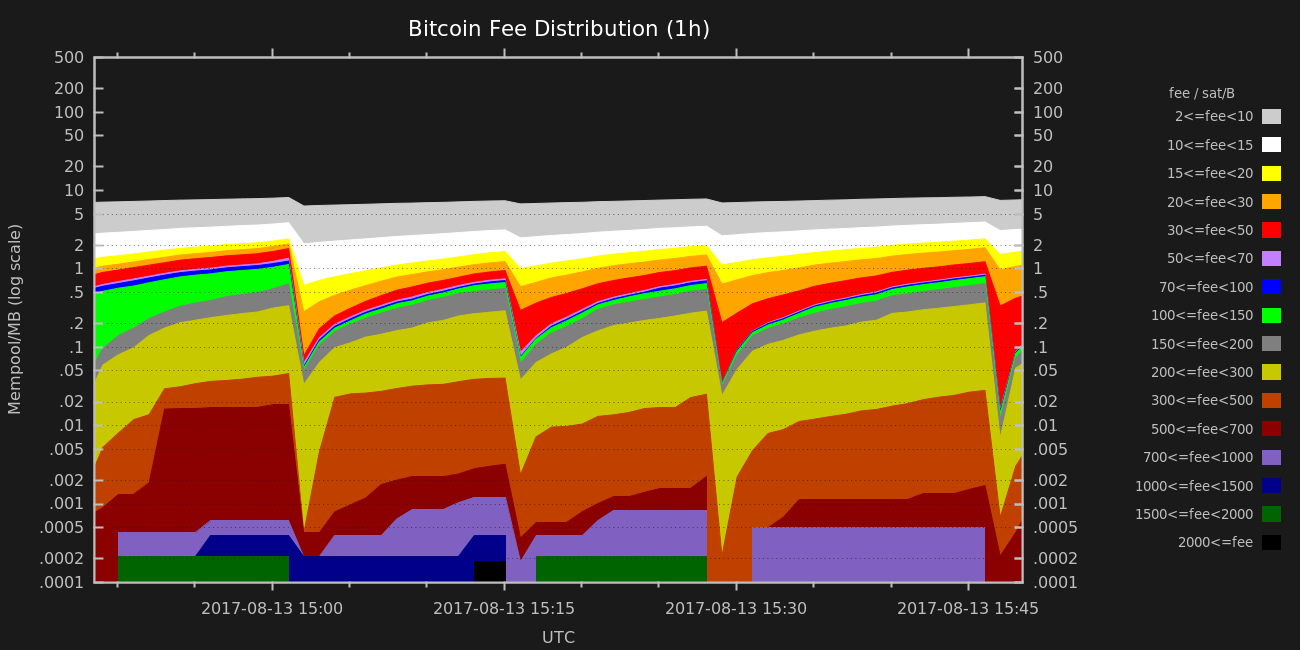 Bitcoin Fee Distribution (1h)
Mempool/MB (log scale)
500
200
100
50
20
10
5
2
1
.5
.2
.1
.05
.02
.01
.005
.002
.001
.0005
.0002
.0001
500
200
100
50
20
10
5
2
1
.5
.2
.1
.05
.02
.01
.005
.002
.001
.0005
.0002
.0001
2017-08-13 15:00 2017-08-13 15:15 2017-08-13 15:30 2017-08-13 15:45
UTC
fee / sat/B
2<=fee<10
10<=fee<15
15<=fee<20
20<=fee<30
30<=fee<50
50<=fee<70
70<=fee<100
100<=fee<150
150<=fee<200
200<=fee<300
300<=fee<500
500<=fee<700
700<=fee<1000
1000<=fee<1500
1500<=fee<2000
2000<=fee